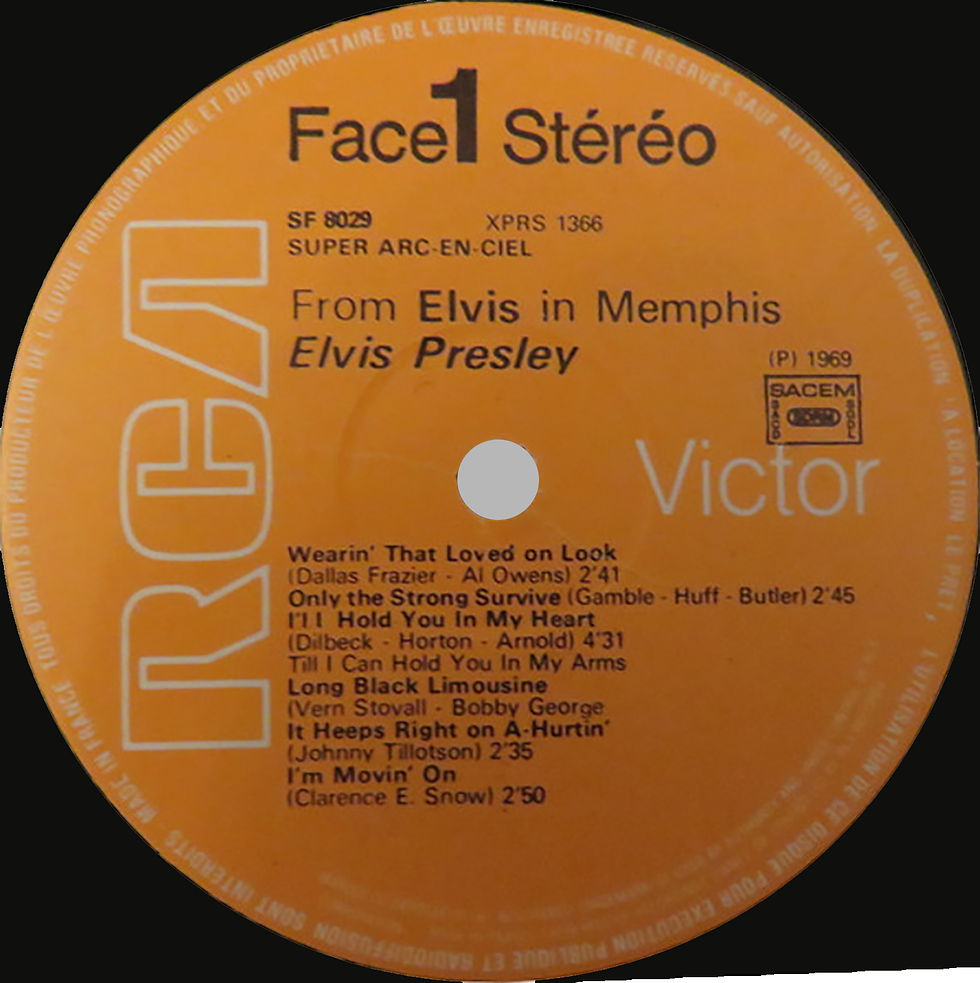 Face 1 Stéréo
SF 8029 XPRS 1366
SUPER ARC-EN-CIEL
From Elvis in Memphis
Elvis Presley
(P) 1969
SACEM
SACD SDRM SGDL
RCA
Victor
Wearin' That Loved on Look
(Dallas Frazier - Al Owens) 2'41
Only the Strong Survive (Gamble - Huff - Butler) 2'45
I'l l Hold You In My Heart
(Dilbeck - Horton - Arnold) 4'31
Till I Can Hold You In My Arms
Long Black Limousine
(Vern Stovall - Bobby George
It Heeps Right on A-Hurtin'
(Johnny Tillotson) 2'35
I'm Movin' On
(Clarence E. Snow) 2'50
MADE IN FRANCE TOUS DROITS DU PRODUCTEUR DE L'ŒUVRE PHONOGRAPHIQUE ET DU PROPRIETAIRE DE L'ŒUVRE ENREGISTREE RESERVES SAUF AUTORISATION LA DUPLICATION 'A LOCATION LE PRET, L'UTILISATION DE CE DISQUE POUR EXECUTION PUBLIQUE ET RADIODIFFUSION SONT INTERDITS